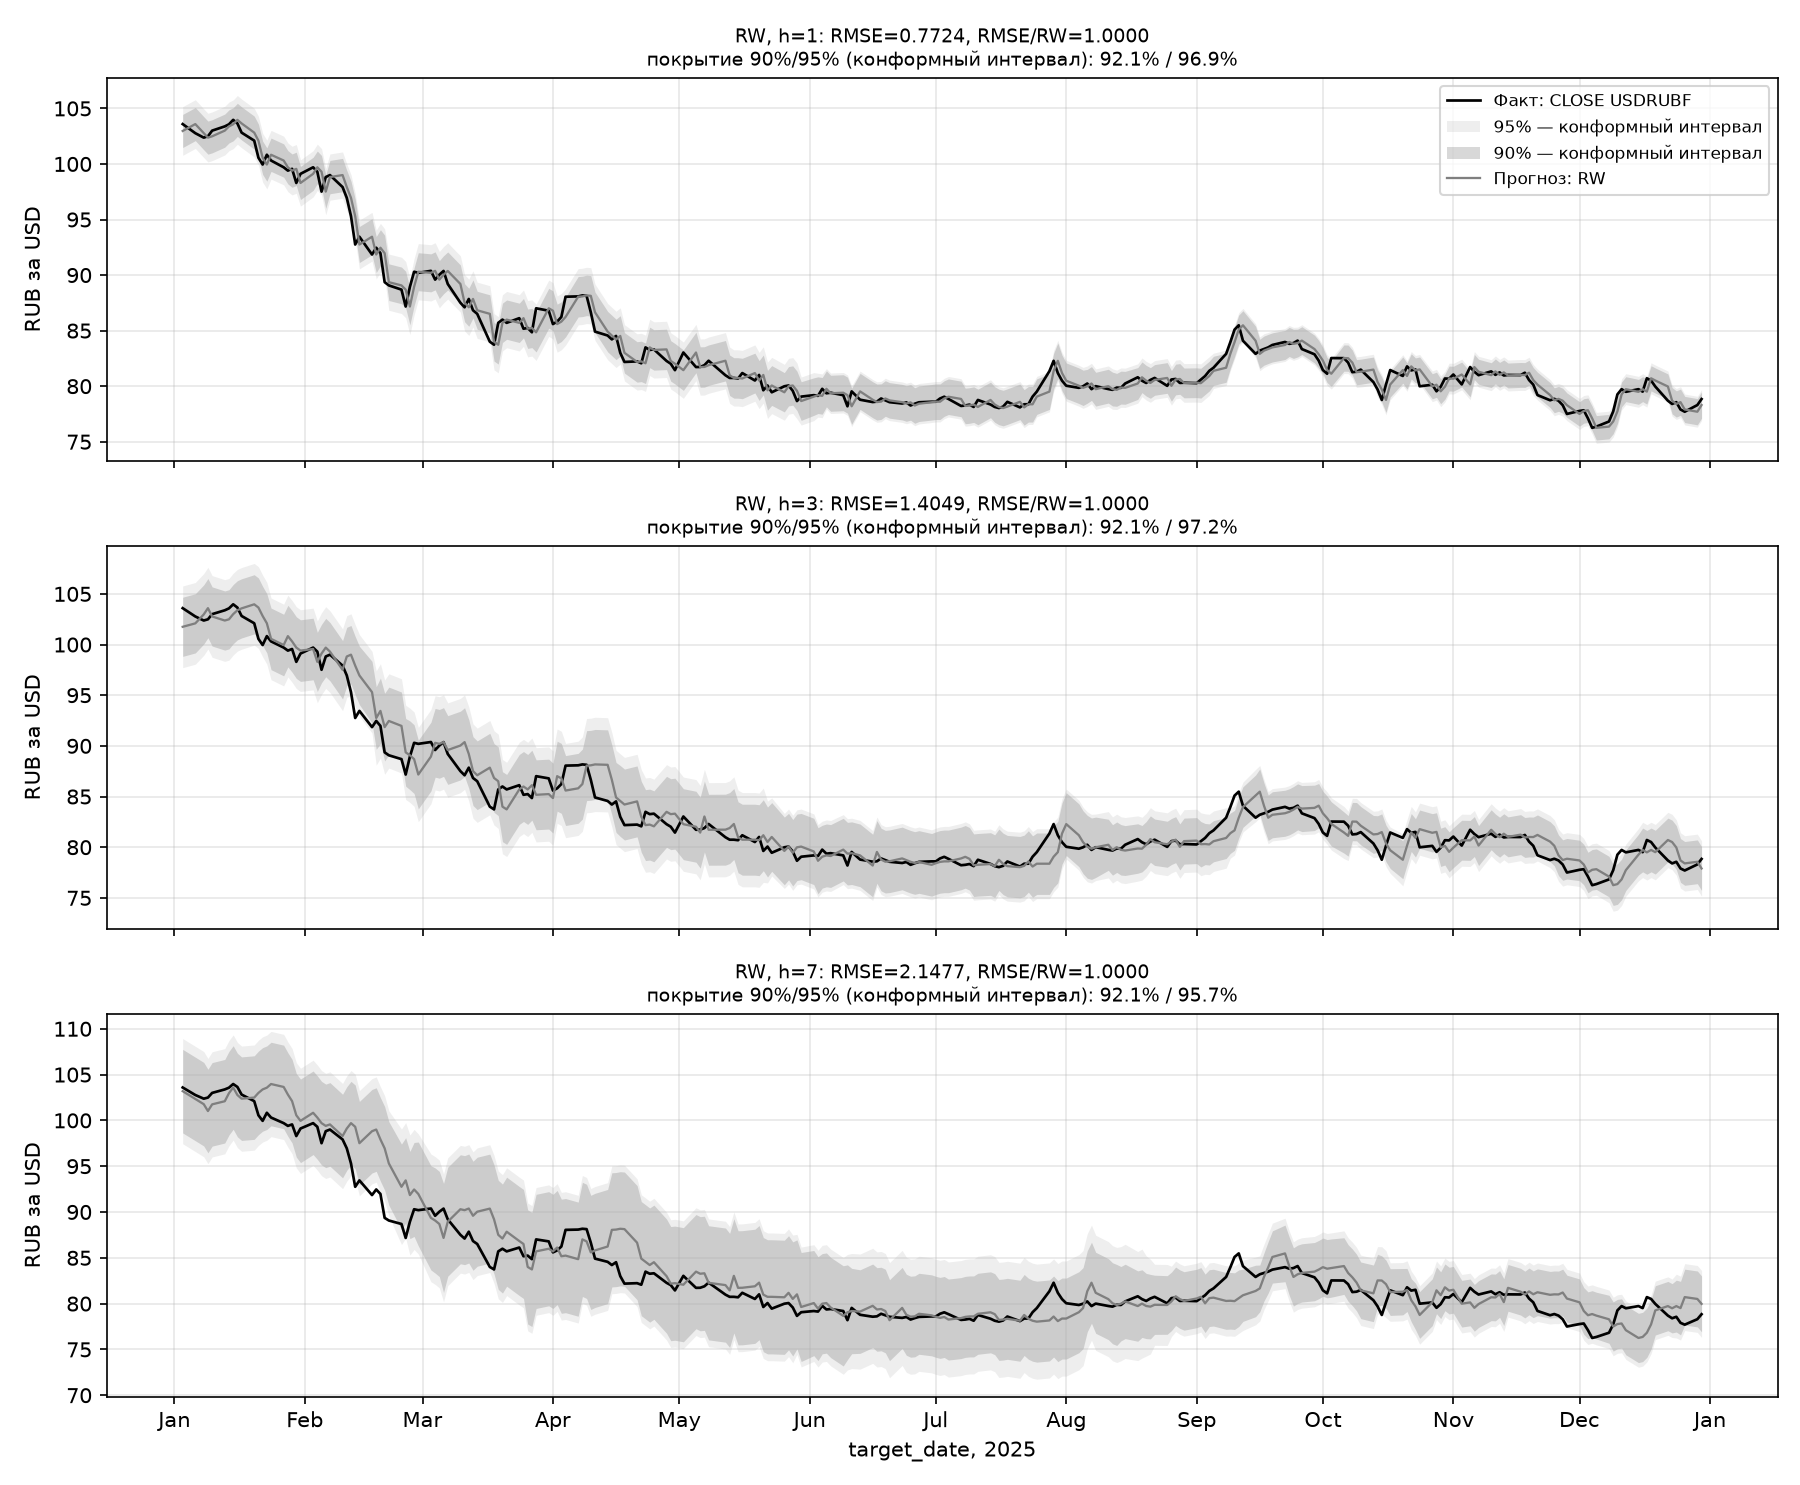 RW, h=1: RMSE=0.7724, RMSE/RW=1.0000
покрытие 90%/95% (конформный интервал): 92.1% / 96.9%
105
100
95
90
85
80
75
RUB за USD
Факт: CLOSE USDRUBF
95% — конформный интервал
90% — конформный интервал
Прогноз: RW
RW, h=3: RMSE=1.4049, RMSE/RW=1.0000
покрытие 90%/95% (конформный интервал): 92.1% / 97.2%
105
100
95
90
85
80
75
RUB за USD
RW, h=7: RMSE=2.1477, RMSE/RW=1.0000
покрытие 90%/95% (конформный интервал): 92.1% / 95.7%
110
105
100
95
90
85
80
75
70
RUB за USD
Jan Feb Mar Apr May Jun Jul Aug Sep Oct Nov Dec Jan
target_date, 2025